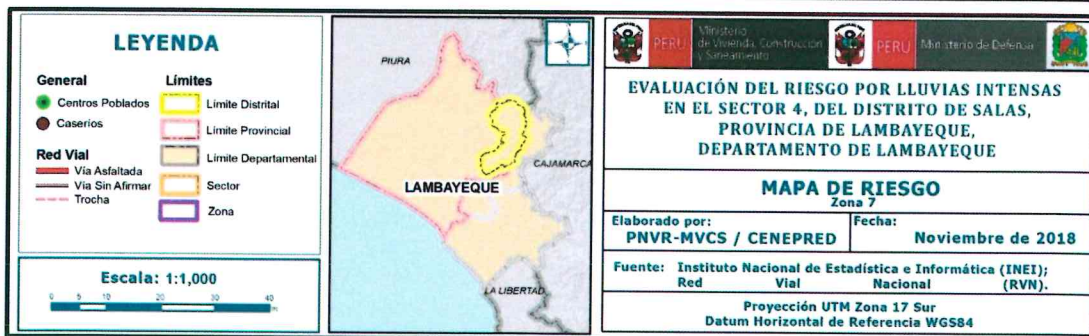 LEYENDA
General
Centros Poblados
Caseríos
Red Vial
Vía Asfaltada
Vía Sin Afirmar
Trocha
Límites
Límite Distrital
Límite Provincial
Límite Departamental
Sector
Zona
Escala: 1:1,000
0 5 10 20 30 40
m
PIURA
CAJAMARCA
LAMBAYEQUE
LA LIBERTAD
PERÚ
Ministerio
de Vivienda, Construcción
y Saneamiento
PERÚ
Ministerio de Defensa
EVALUACIÓN DEL RIESGO POR LLUVIAS INTENSAS
EN EL SECTOR 4, DEL DISTRITO DE SALAS,
PROVINCIA DE LAMBAYEQUE,
DEPARTAMENTO DE LAMBAYEQUE
MAPA DE RIESGO
Zona 7
Elaborado por:
PNVR-MVCS / CENEPRED
Fecha:
Noviembre de 2018
Fuente: Instituto Nacional de Estadística e Informática (INEI);
Red Vial Nacional (RVN).
Proyección UTM Zona 17 Sur
Datum Horizontal de Referencia WGS84